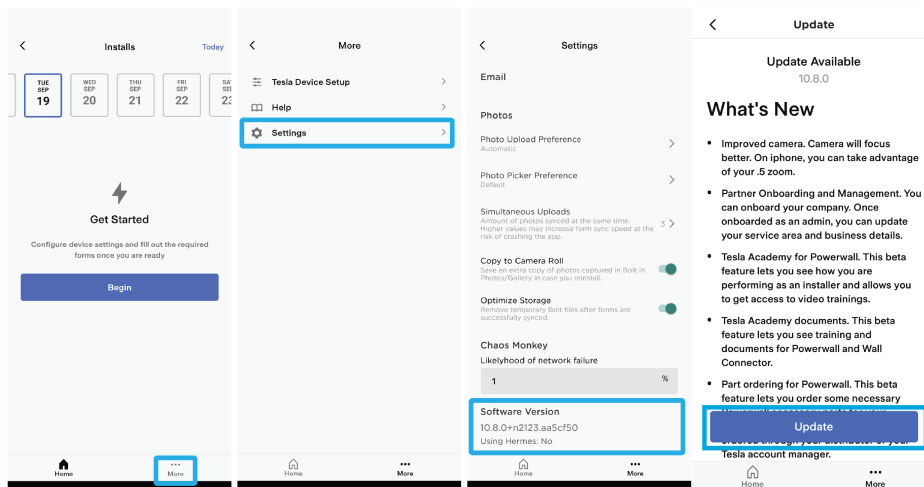 Installs
Today
TUE
SEP
19
WED
SEP
20
THU
SEP
21
FRI
SEP
22
Get Started
Configure device settings and fill out the required
forms once you are ready
Begin
Home
More
More
Tesla Device Setup
Help
Settings
Home
More
Settings
Email
Photos
Photo Upload Preference
Automatic
Photo Picker Preference
Default
Simultaneous Uploads
Amount of photos synced at the same time.
Higher values may increase form sync speed at the
risk of crashing the app.
3
Copy to Camera Roll
Save an extra copy of photos captured in Bolt in
Photos/Gallery in case you reinstall.
Optimize Storage
Remove temporary Bolt files after forms are
successfully synced.
Chaos Monkey
Likelyhood of network failure
1 %
Software Version
10.8.0+n2123.aa5cf50
Using Hermes: No
Home
More
Update
Update Available
10.8.0
What's New
• Improved camera. Camera will focus
better. On iphone, you can take advantage
of your .5 zoom.
• Partner Onboarding and Management. You
can onboard your company. Once
onboarded as an admin, you can update
your service area and business details.
• Tesla Academy for Powerwall. This beta
feature lets you see how you are
performing as an installer and allows you
to get access to video trainings.
• Tesla Academy documents. This beta
feature lets you see training and
documents for Powerwall and Wall
Connector.
• Part ordering for Powerwall. This beta
feature lets you order some necessary
Update
Tesla account manager.
Home
More